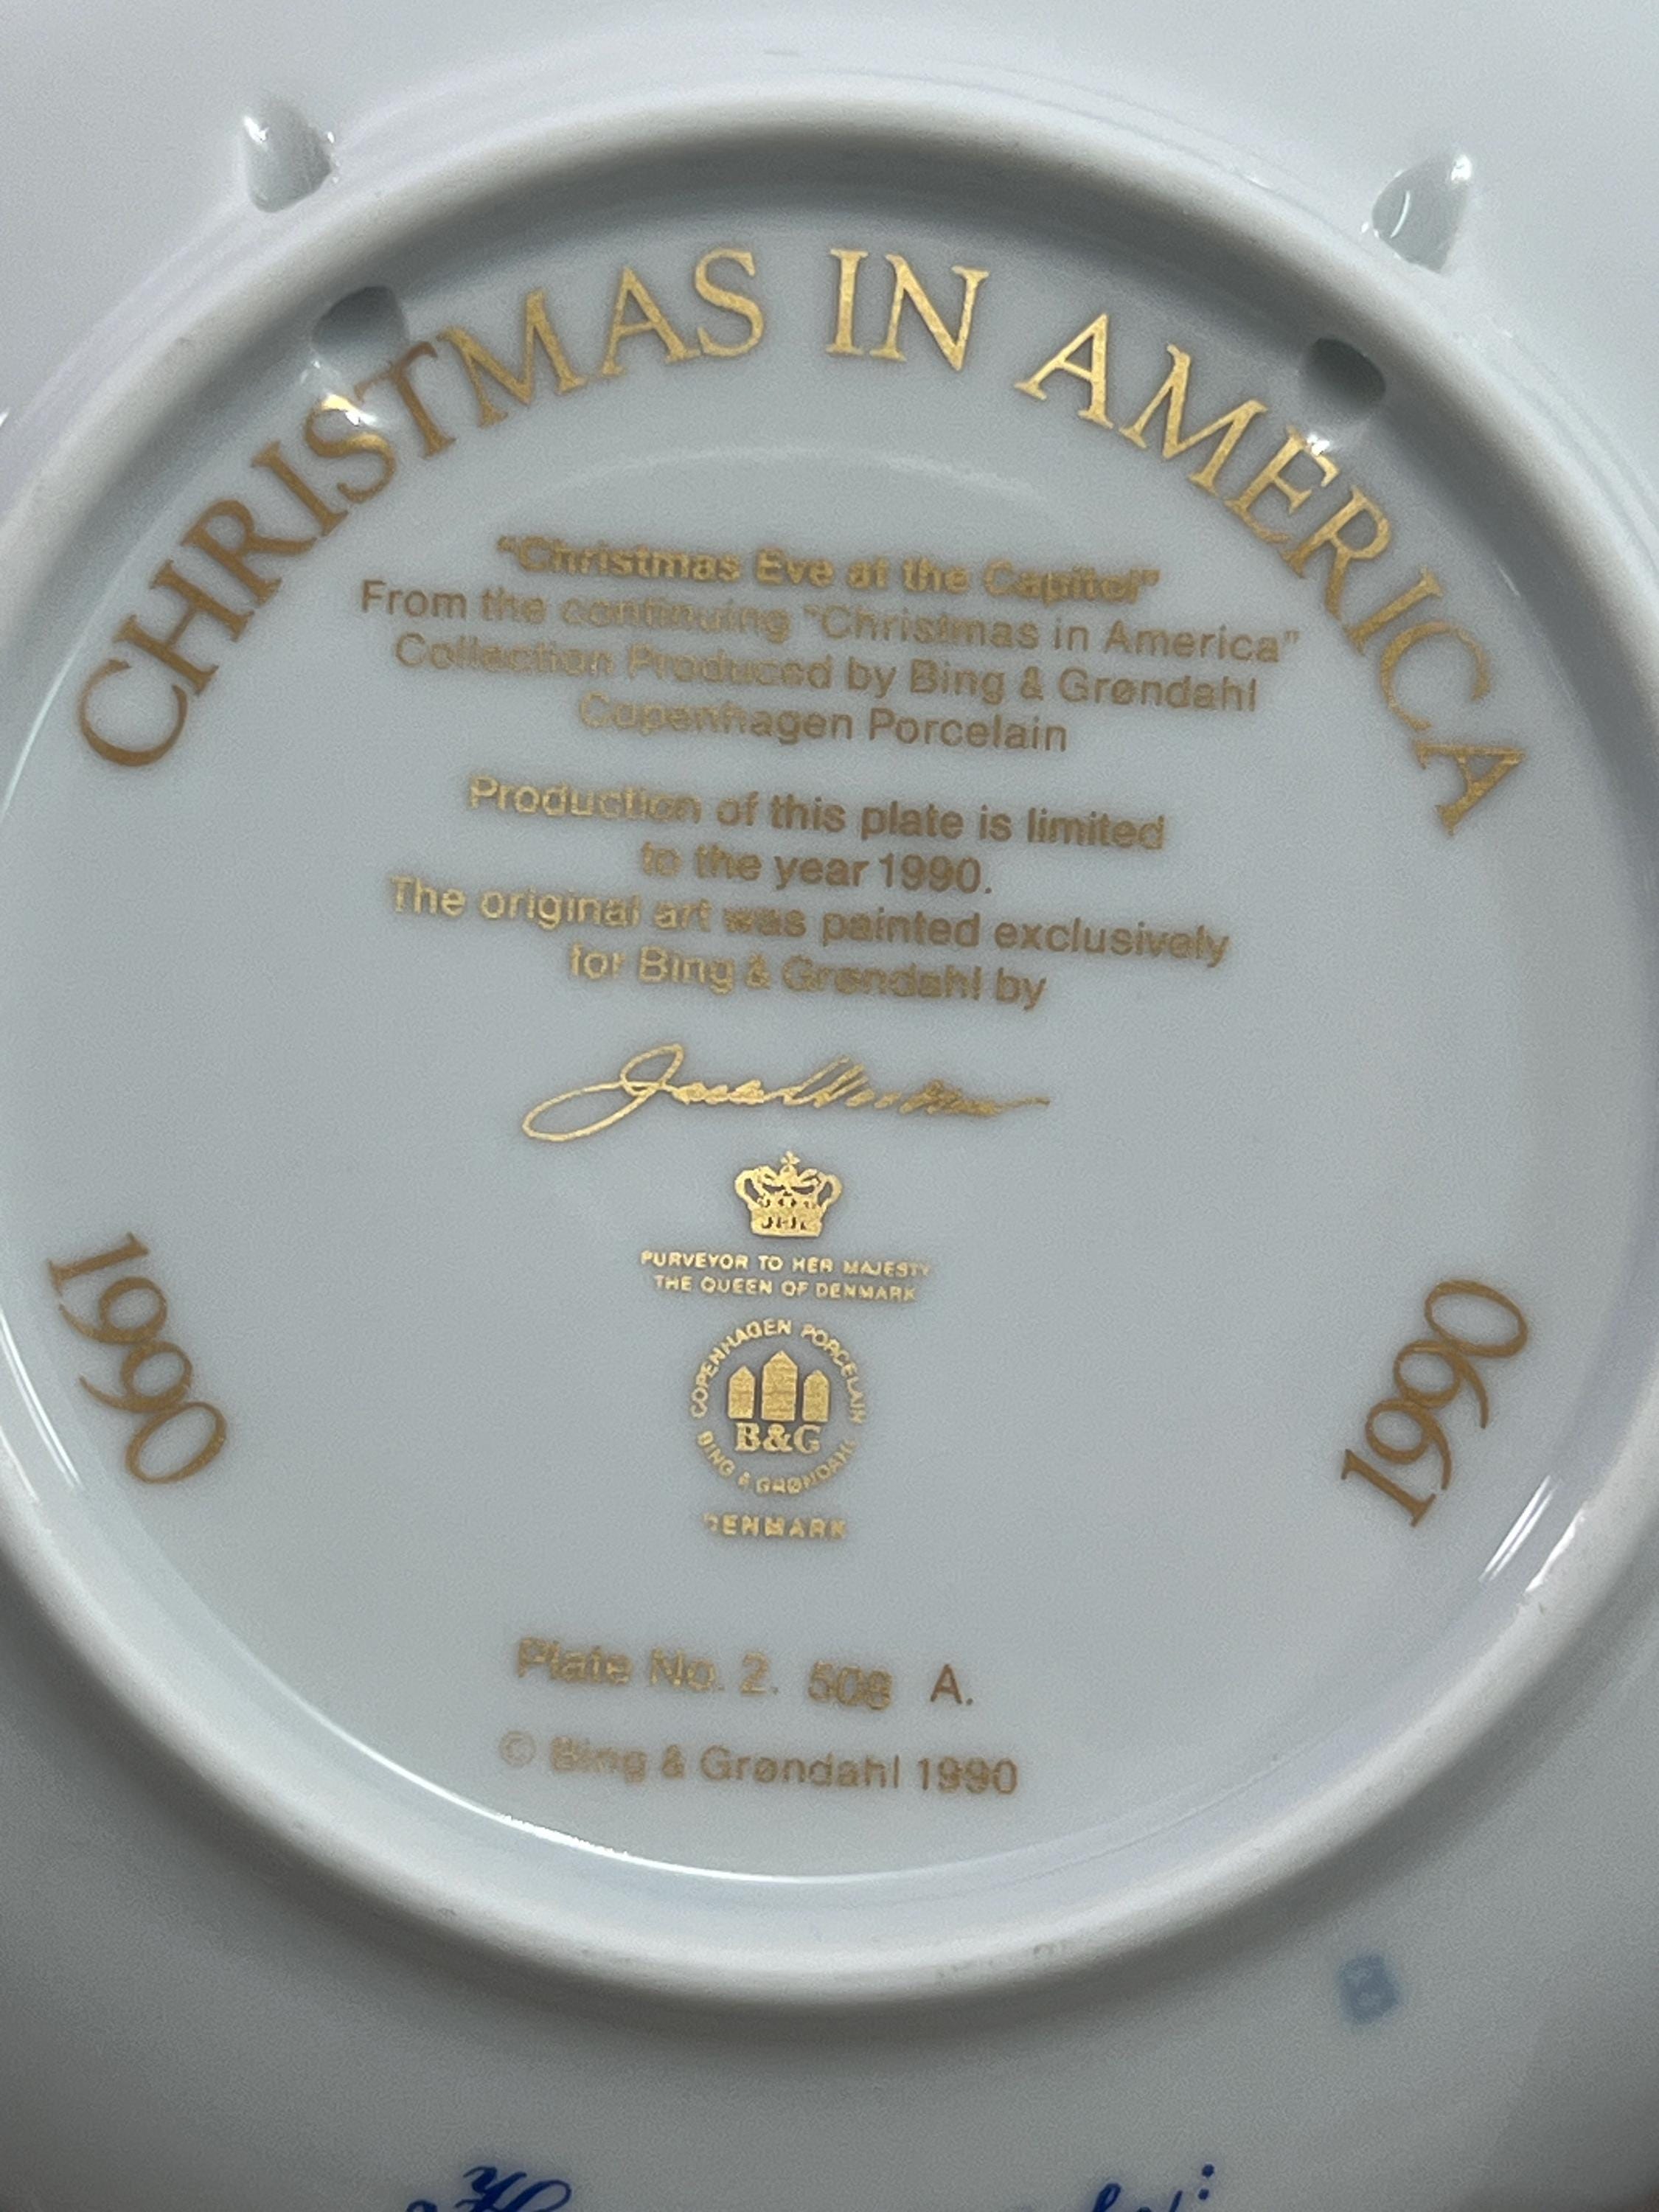 CHRISTMAS IN AMERICA
"Christmas Eve at the Capitol"
From the continuing "Christmas in America"
Collection Produced by Bing & Grøndahl
Copenhagen Porcelain
Production of this plate is limited
to the year 1990.
The original art was painted exclusively
for Bing & Grøndahl by
1990
1990
PURVEYOR TO HER MAJESTY
THE QUEEN OF DENMARK
COPENHAGEN PORCELAIN
B&G
BING & GRØNDAHL
DENMARK
Plate No. 2. 508 A.
© Bing & Grøndahl 1990
B